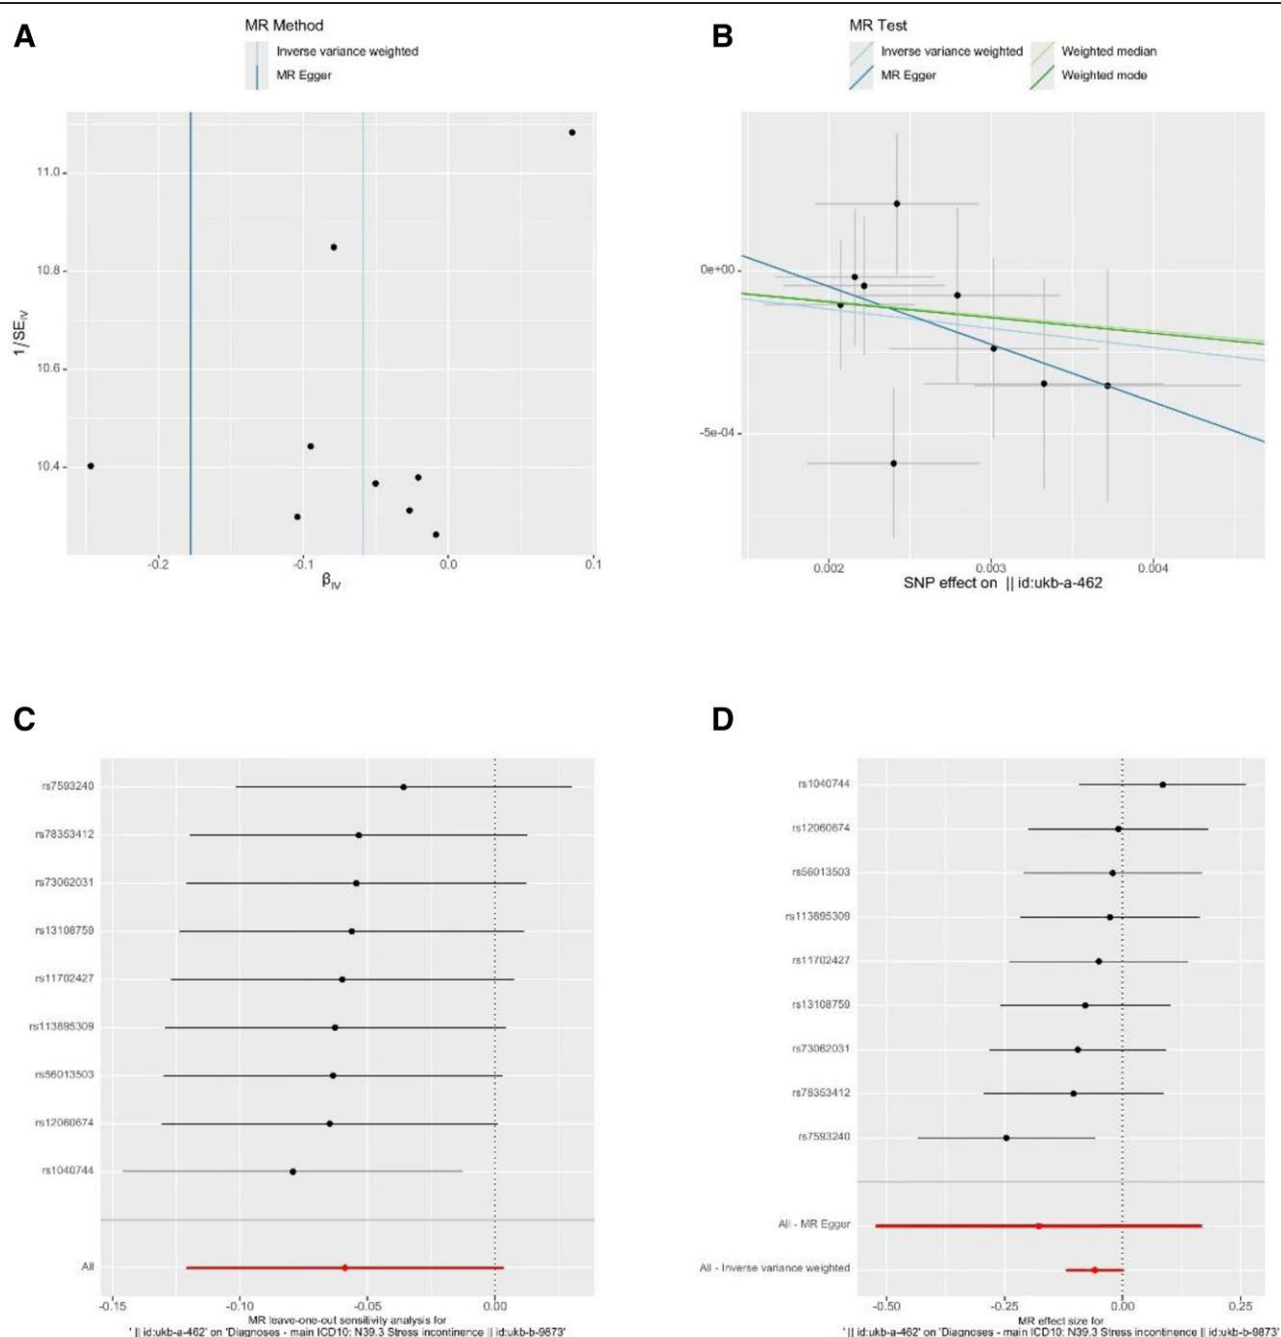 A
MR Method
Inverse variance weighted
MR Egger
11.0
10.8
10.6
10.4
1/SE_IV
-0.2
-0.1
0.0
0.1
β_IV
B
MR Test
Inverse variance weighted
Weighted median
MR Egger
Weighted mode
0e+00
-5e-04
0.002
0.003
0.004
SNP effect on || id:ukb-a-462
C
rs7593240
rs78353412
rs73062031
rs13108759
rs11702427
rs113895309
rs56013503
rs12060674
rs1040744
All
-0.15
-0.10
-0.05
0.00
MR leave-one-out sensitivity analysis for
' || id:ukb-a-462' on 'Diagnoses - main ICD10: N39.3 Stress incontinence || id:ukb-b-9873'
D
rs1040744
rs12060674
rs56013503
rs113895309
rs11702427
rs13108759
rs73062031
rs78353412
rs7593240
All - MR Egger
All - Inverse variance weighted
-0.50
-0.25
0.00
0.25
MR effect size for
' || id:ukb-a-462' on 'Diagnoses - main ICD10: N39.3 Stress incontinence || id:ukb-b-9873'